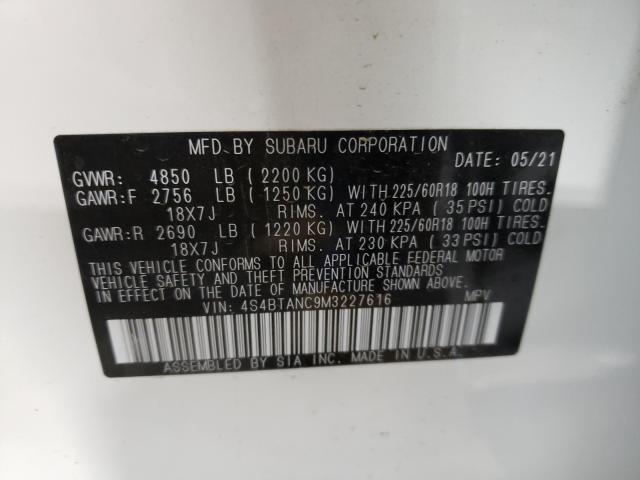 MFD. BY SUBARU CORPORATION
DATE: 05/21
GVWR: 4850 LB (2200 KG)
GAWR:F 2756 LB (1250 KG) WITH 225/60R18 100H TIRES.
18X7J RIMS. AT 240 KPA (35 PSI) COLD
GAWR:R 2690 LB (1220 KG) WITH 225/60R18 100H TIRES.
18X7J RIMS. AT 230 KPA (33 PSI) COLD
THIS VEHICLE CONFORMS TO ALL APPLICABLE FEDERAL MOTOR
VEHICLE SAFETY AND THEFT PREVENTION STANDARDS
IN EFFECT ON THE DATE OF MANUFACTURE SHOWN ABOVE.
VIN: 4S4BTANC9M3227616 MPV
ASSEMBLED BY SIA INC. MADE IN U.S.A.